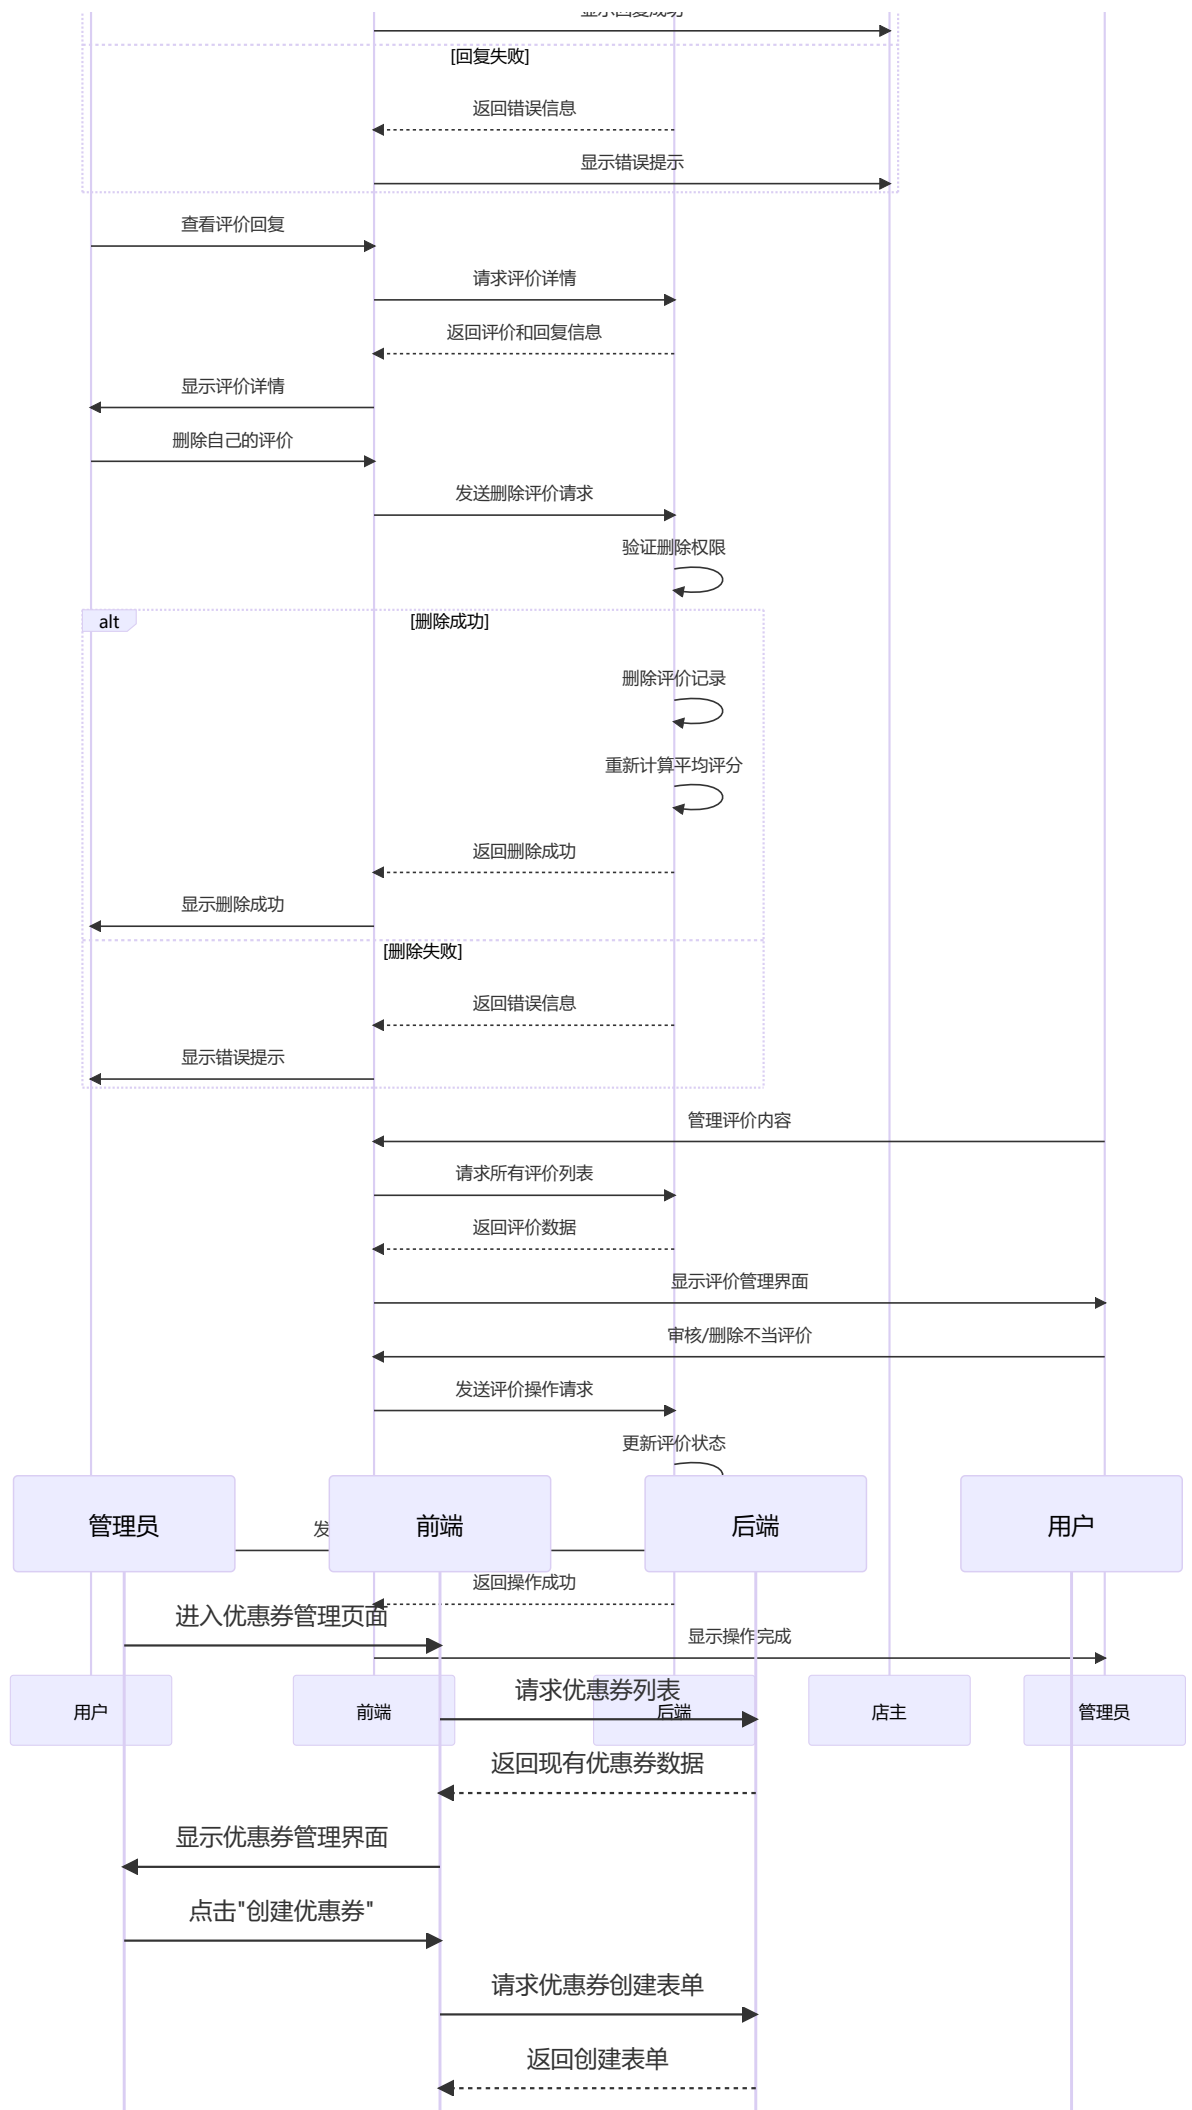 显示回复成功
[回复失败]
返回错误信息
显示错误提示
查看评价回复
请求评价详情
返回评价和回复信息
显示评价详情
删除自己的评价
发送删除评价请求
验证删除权限
alt
[删除成功]
删除评价记录
重新计算平均评分
返回删除成功
显示删除成功
[删除失败]
返回错误信息
显示错误提示
管理评价内容
请求所有评价列表
返回评价数据
显示评价管理界面
审核/删除不当评价
发送评价操作请求
更新评价状态
管理员
前端
后端
用户
发
返回操作成功
进入优惠券管理页面
显示操作完成
请求优惠券列表
用户
前端
后端
店主
管理员
返回现有优惠券数据
显示优惠券管理界面
点击"创建优惠券"
请求优惠券创建表单
返回创建表单